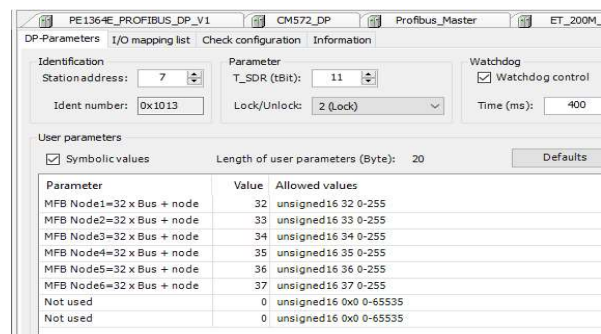 PE1364E_PROFIBUS_DP_V1 CM572_DP Profibus_Master ET_200M_
DP-Parameters I/O mapping list Check configuration Information
Identification Parameter Watchdog
Stationaddress: 7 T_SDR (tBit): 11 Watchdog control
Ident number: 0x1013 Lock/Unlock: 2 (Lock) Time (ms): 400
User parameters
Symbolic values Length of user parameters (Byte): 20 Defaults
Parameter Value Allowed values
MFB Node1=32 x Bus + node 32 unsigned16 32 0-255
MFB Node2=32 x Bus + node 33 unsigned16 33 0-255
MFB Node3=32 x Bus + node 34 unsigned16 34 0-255
MFB Node4=32 x Bus + node 35 unsigned16 35 0-255
MFB Node5=32 x Bus + node 36 unsigned16 36 0-255
MFB Node6=32 x Bus + node 37 unsigned16 37 0-255
Not used 0 unsigned16 0x0 0-65535
Not used 0 unsigned16 0x0 0-65535